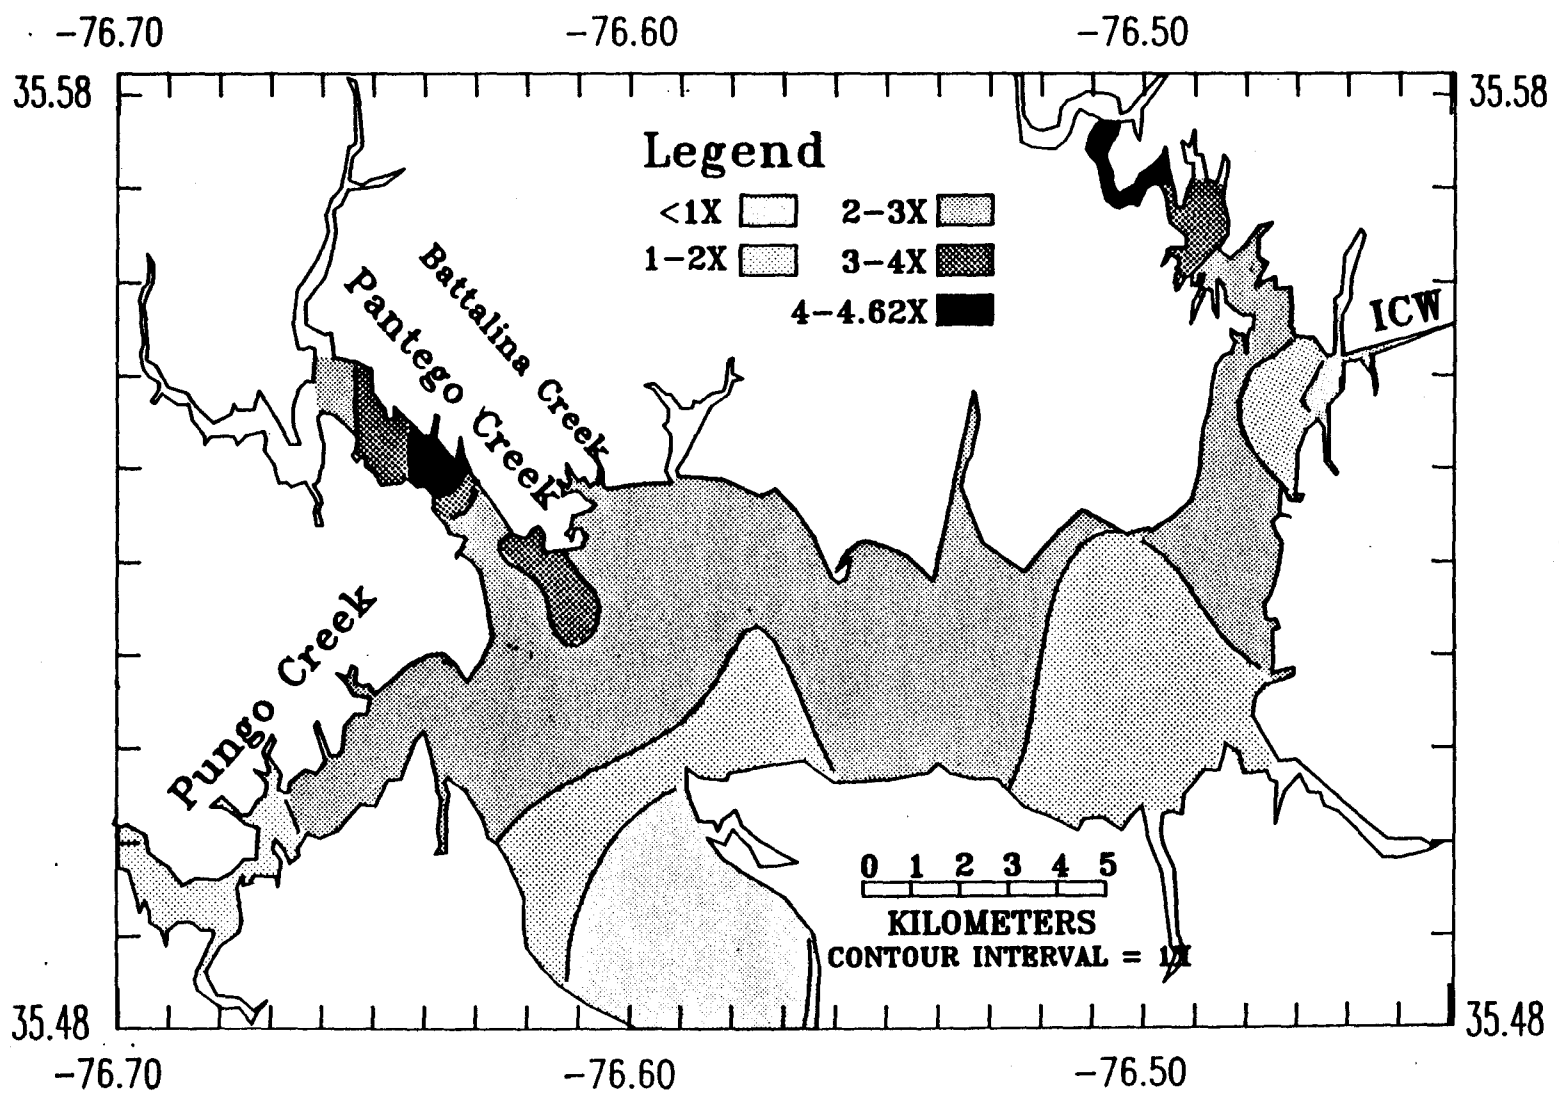 -76.70 -76.60 -76.50
35.58 35.58
Legend
<1X 2-3X
1-2X 3-4X
4-4.62X
Battalina Creek
Pantego Creek
ICW
Pungo Creek
0 1 2 3 4 5
KILOMETERS
CONTOUR INTERVAL = 1X
35.48 35.48
-76.70 -76.60 -76.50